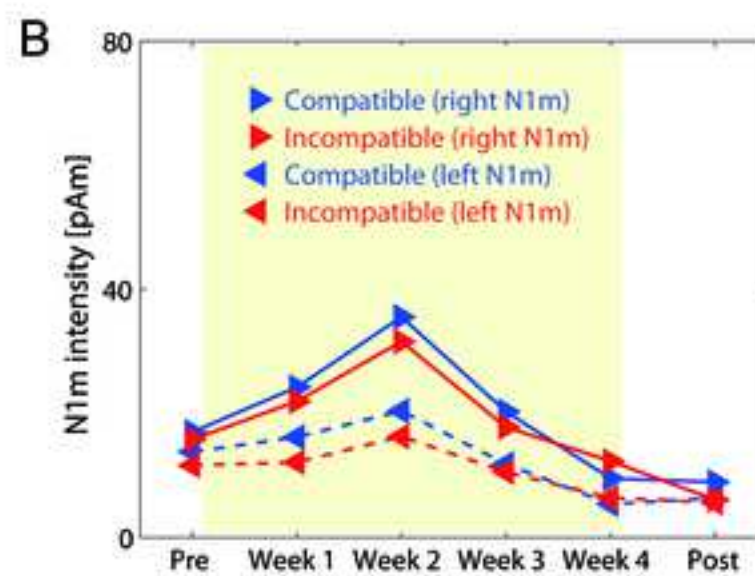 B
80
Compatible (right N1m)
Incompatible (right N1m)
Compatible (left N1m)
Incompatible (left N1m)
N1m intensity [pAm]
40
0
Pre Week 1 Week 2 Week 3 Week 4 Post